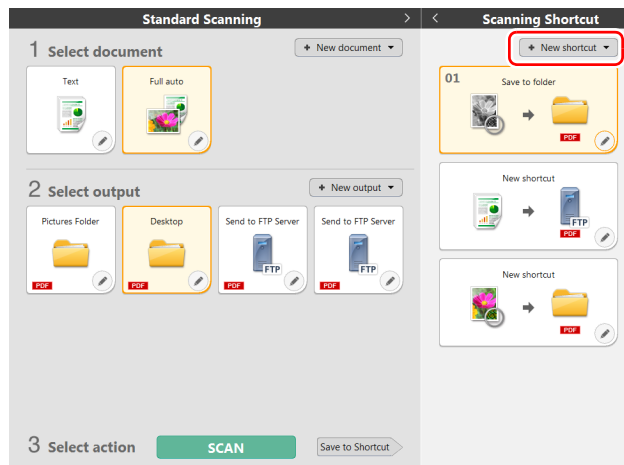 Standard Scanning >
< Scanning Shortcut
1 Select document
+ New document
Text
Full auto
2 Select output
+ New output
Pictures Folder
Desktop
Send to FTP Server
Send to FTP Server
PDF
PDF
FTP
PDF
FTP
PDF
3 Select action
SCAN
Save to Shortcut
+ New shortcut
01
Save to folder
PDF
New shortcut
FTP
PDF
New shortcut
PDF